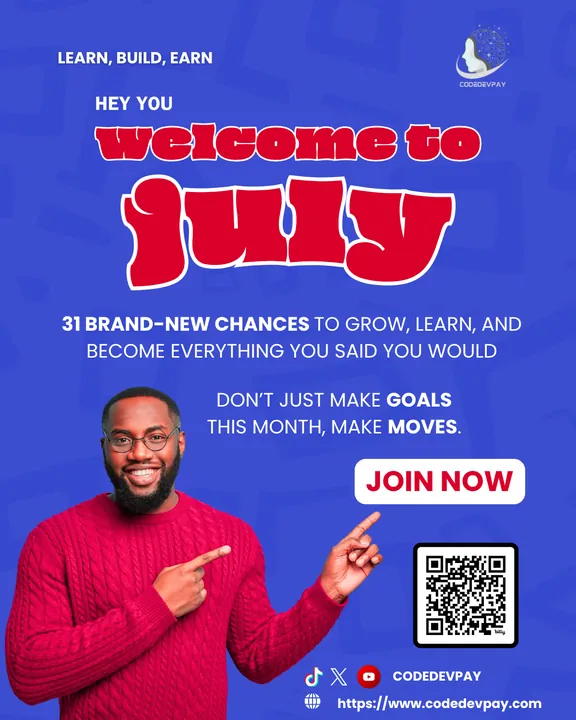 LEARN, BUILD, EARN
CODEDEVPAY
HEY YOU
welcome to
july
31 BRAND-NEW CHANCES TO GROW, LEARN, AND
BECOME EVERYTHING YOU SAID YOU WOULD
DON'T JUST MAKE GOALS
THIS MONTH, MAKE MOVES.
JOIN NOW
CODEDEVPAY
https://www.codedevpay.com